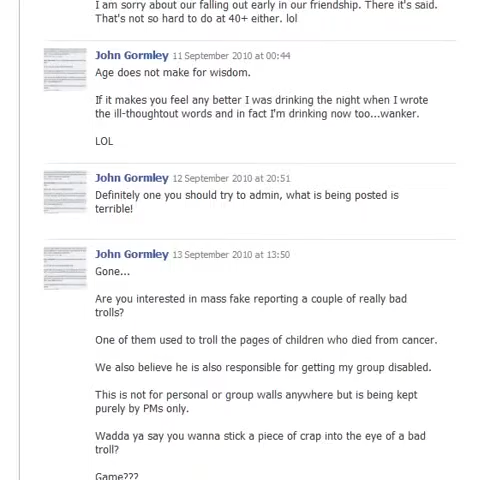 I am sorry about our falling out early in our friendship. There it's said.
That's not so hard to do at 40+ either. lol
John Gormley 11 September 2010 at 00:44
Age does not make for wisdom.
If it makes you feel any better I was drinking the night when I wrote
the ill-thoughtout words and in fact I'm drinking now too...wanker.
LOL
John Gormley 12 September 2010 at 20:51
Definitely one you should try to admin, what is being posted is
terrible!
John Gormley 13 September 2010 at 13:50
Gone...
Are you interested in mass fake reporting a couple of really bad
trolls?
One of them used to troll the pages of children who died from cancer.
We also believe he is also responsible for getting my group disabled.
This is not for personal or group walls anywhere but is being kept
purely by PMs only.
Wadda ya say you wanna stick a piece of crap into the eye of a bad
troll?
Game???